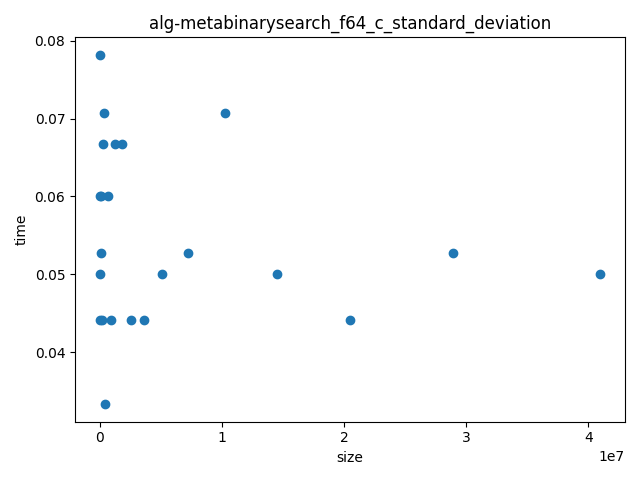 alg-metabinarysearch_f64_c_standard_deviation
0.08
0.07
0.06
0.05
0.04
time
0
1
2
3
4
1e7
size